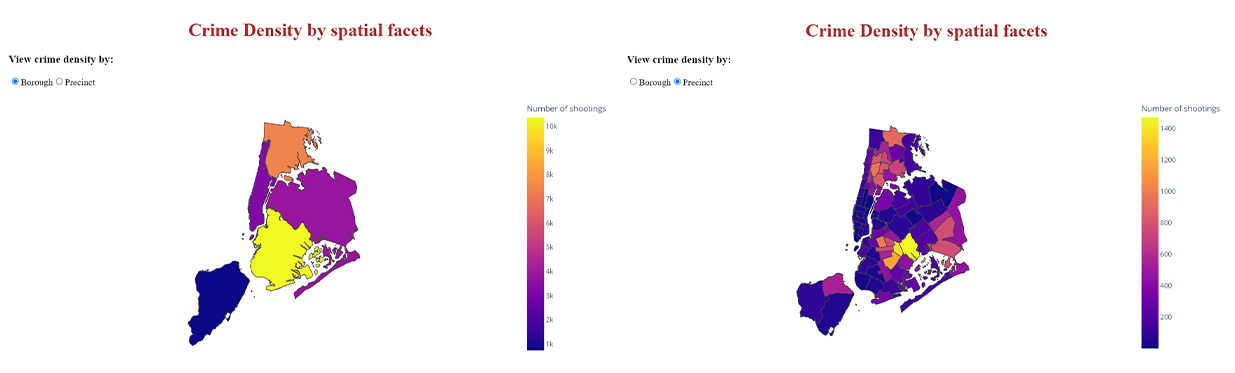 Crime Density by spatial facets
View crime density by:
Borough Precinct
Number of shootings
10k
9k
8k
7k
6k
5k
4k
3k
2k
1k
Crime Density by spatial facets
View crime density by:
Borough Precinct
Number of shootings
1400
1200
1000
800
600
400
200